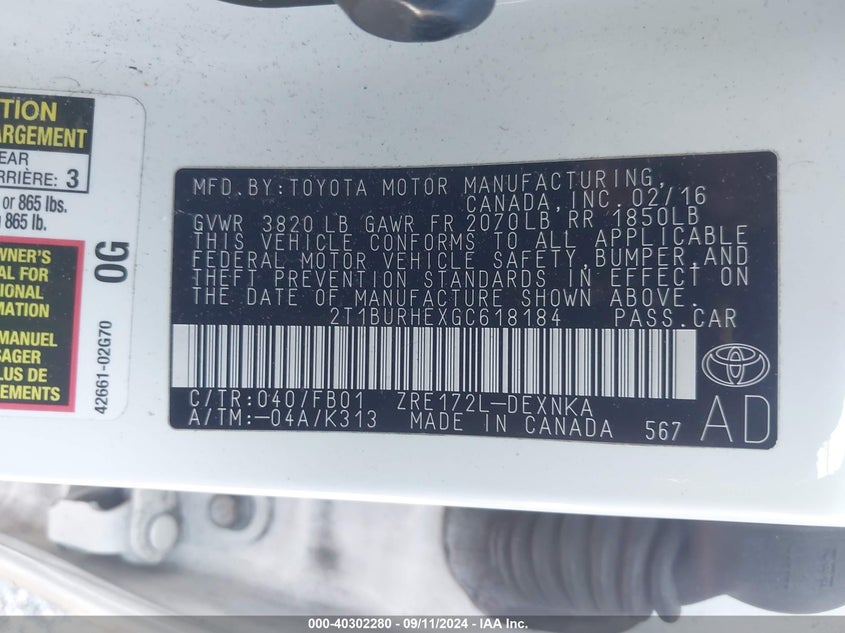 TION
ARGEMENT
EAR
RRIÈRE: 3
or 865 lbs.
865 lb.
WNER'S
AL FOR
IONAL
MATION
MANUEL
SAGER
PLUS DE
EMENTS
0G
42661-02G70
MFD.BY:TOYOTA MOTOR MANUFACTURING,
CANADA,INC.02/16
GVWR 3820 LB GAWR FR 2070LB,RR 1850LB
THIS VEHICLE CONFORMS TO ALL APPLICABLE
FEDERAL MOTOR VEHICLE SAFETY,BUMPER,AND
THEFT PREVENTION STANDARDS IN EFFECT ON
THE DATE OF MANUFACTURE SHOWN ABOVE.
2T1BURHEXGC618184 PASS.CAR
C/TR:040/FB01 ZRE172L-DEXNKA
A/TM:-04A/K313 MADE IN CANADA 567
AD
000-40302280 - 09/11/2024 - IAA Inc.